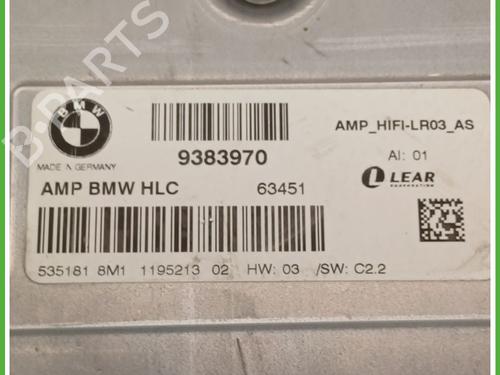 BMW
AMP_HIFI-LR03_AS
MADE IN GERMANY
9383970
AI: 01
AMP BMW HLC 63451
LEAR
CORPORATION
535181 8M1 1195213 02 HW: 03 /SW: C2.2
B-PARTS